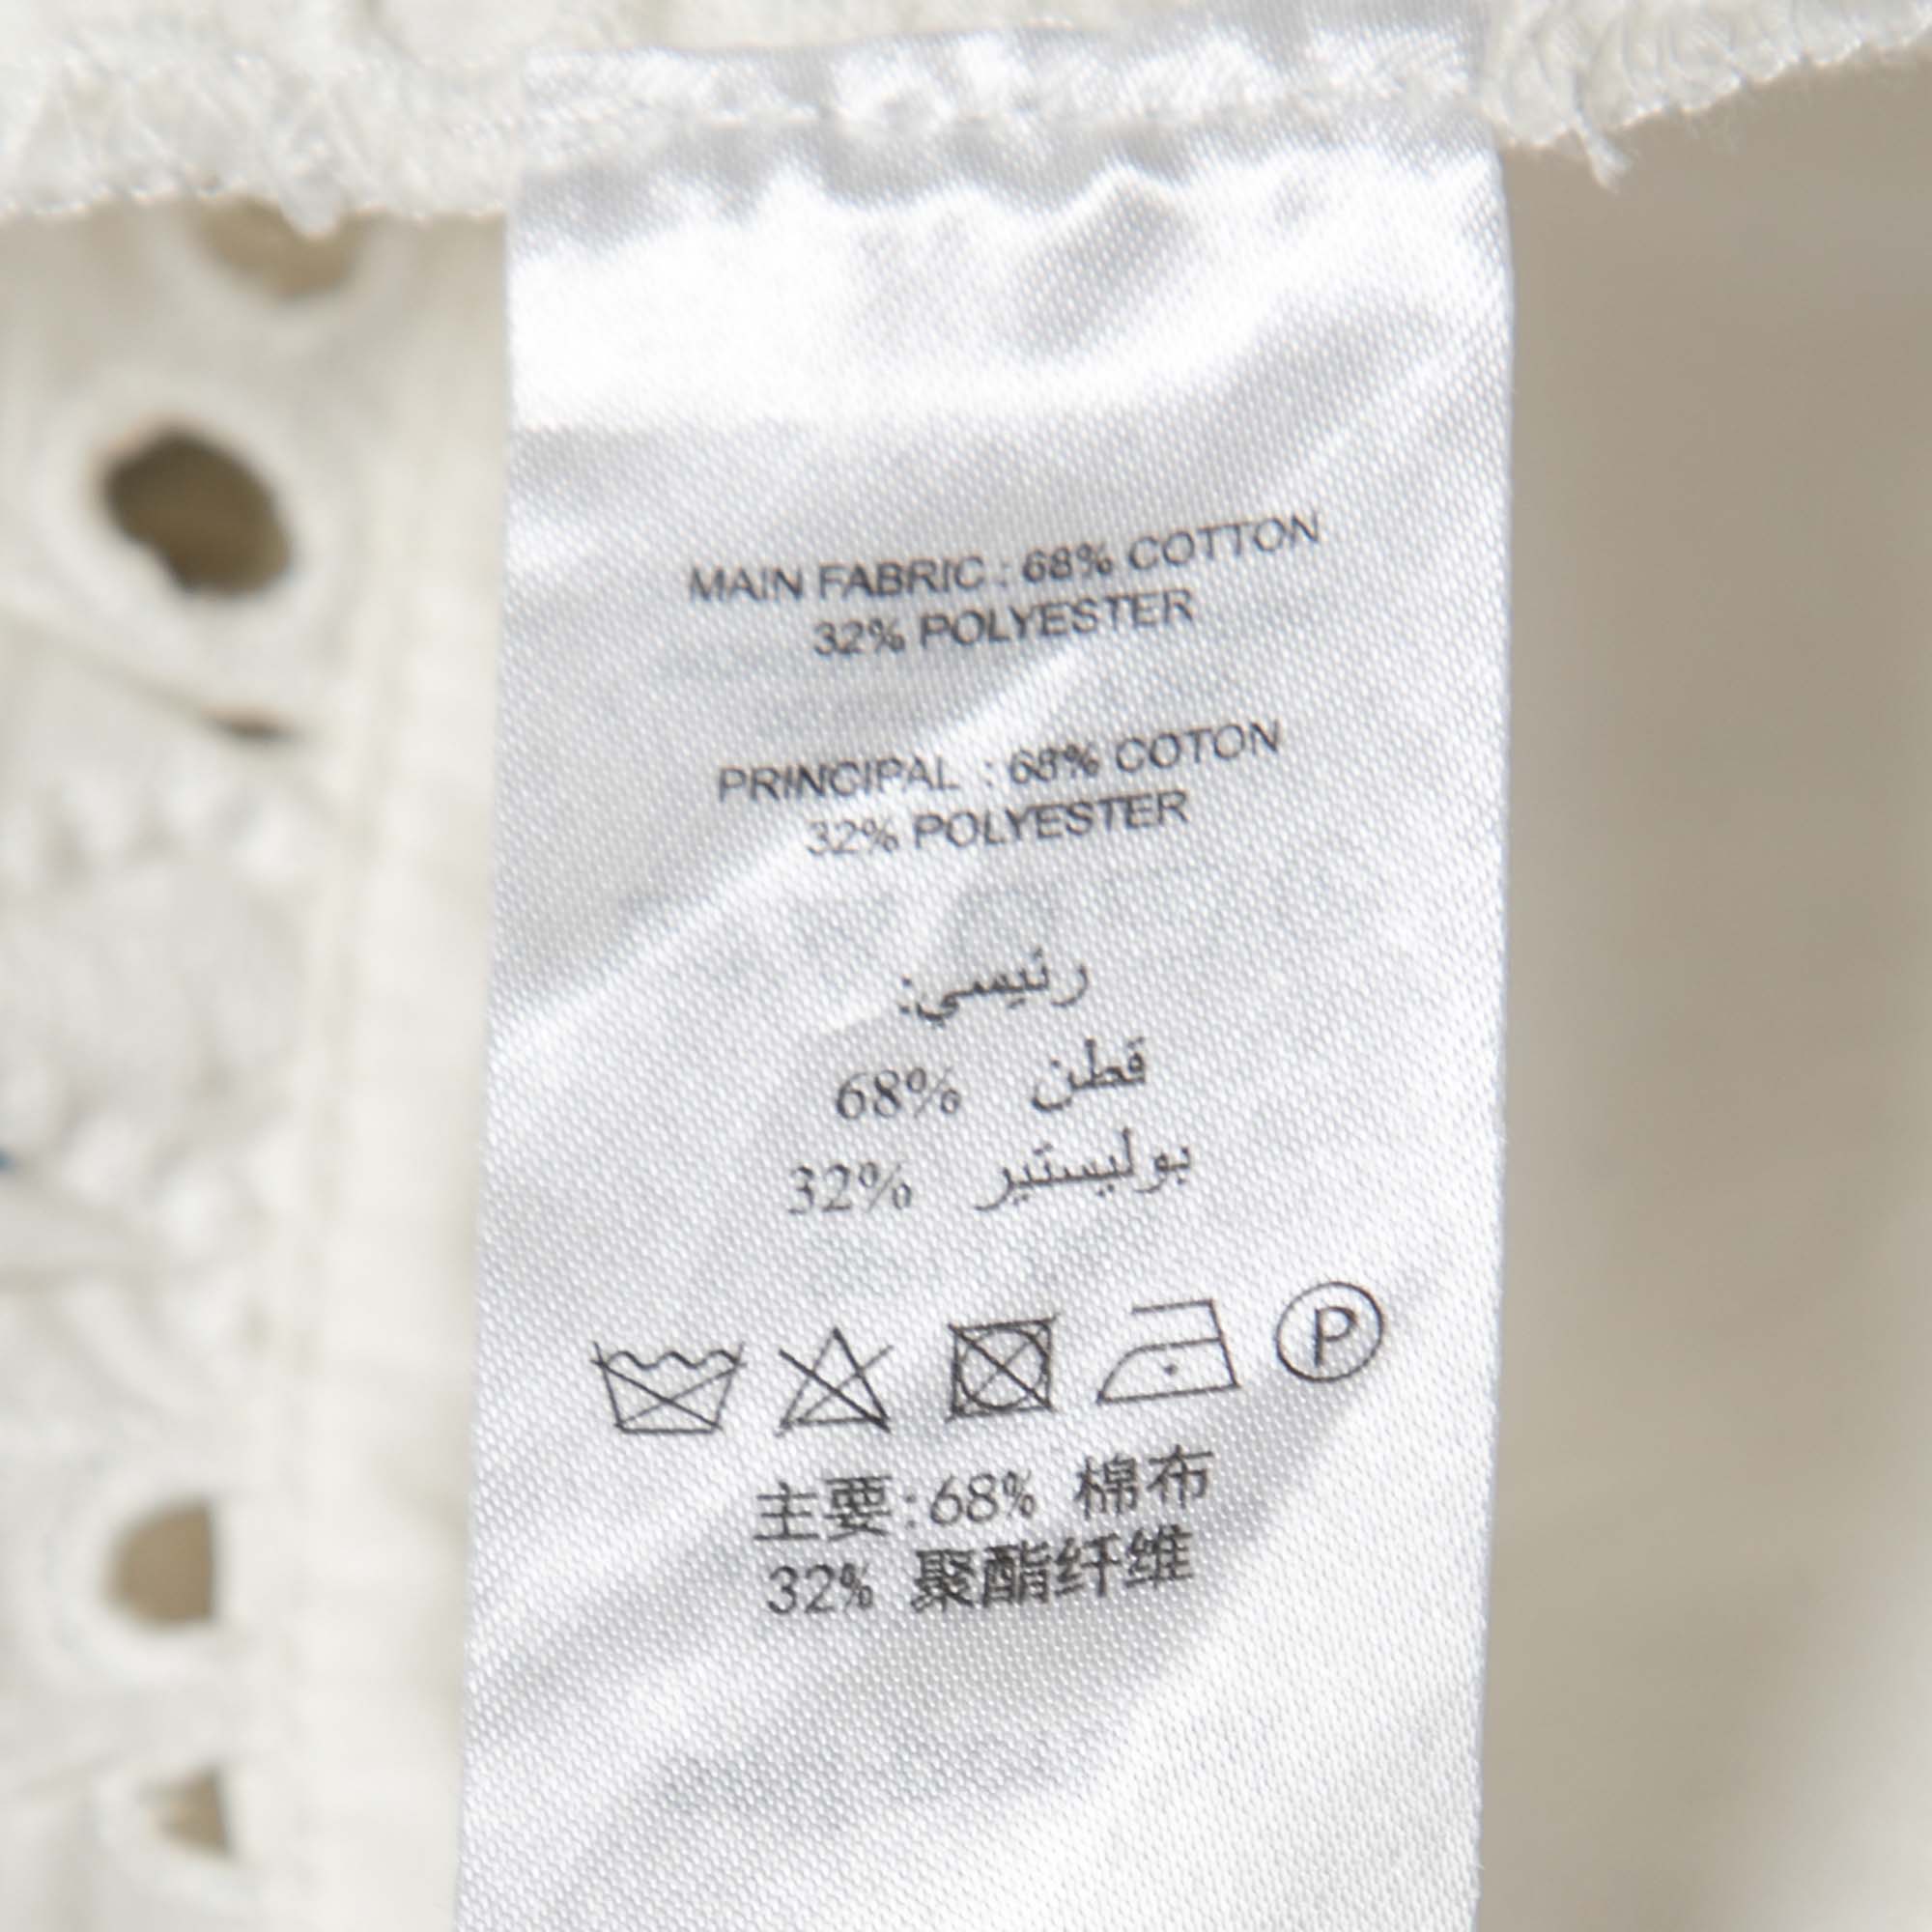 MAIN FABRIC : 68% COTTON
32% POLYESTER
PRINCIPAL : 68% COTON
32% POLYESTER
رئيسي:
قطن 68%
بوليستير 32%
P
主要:68% 棉布
32% 聚酯纤维